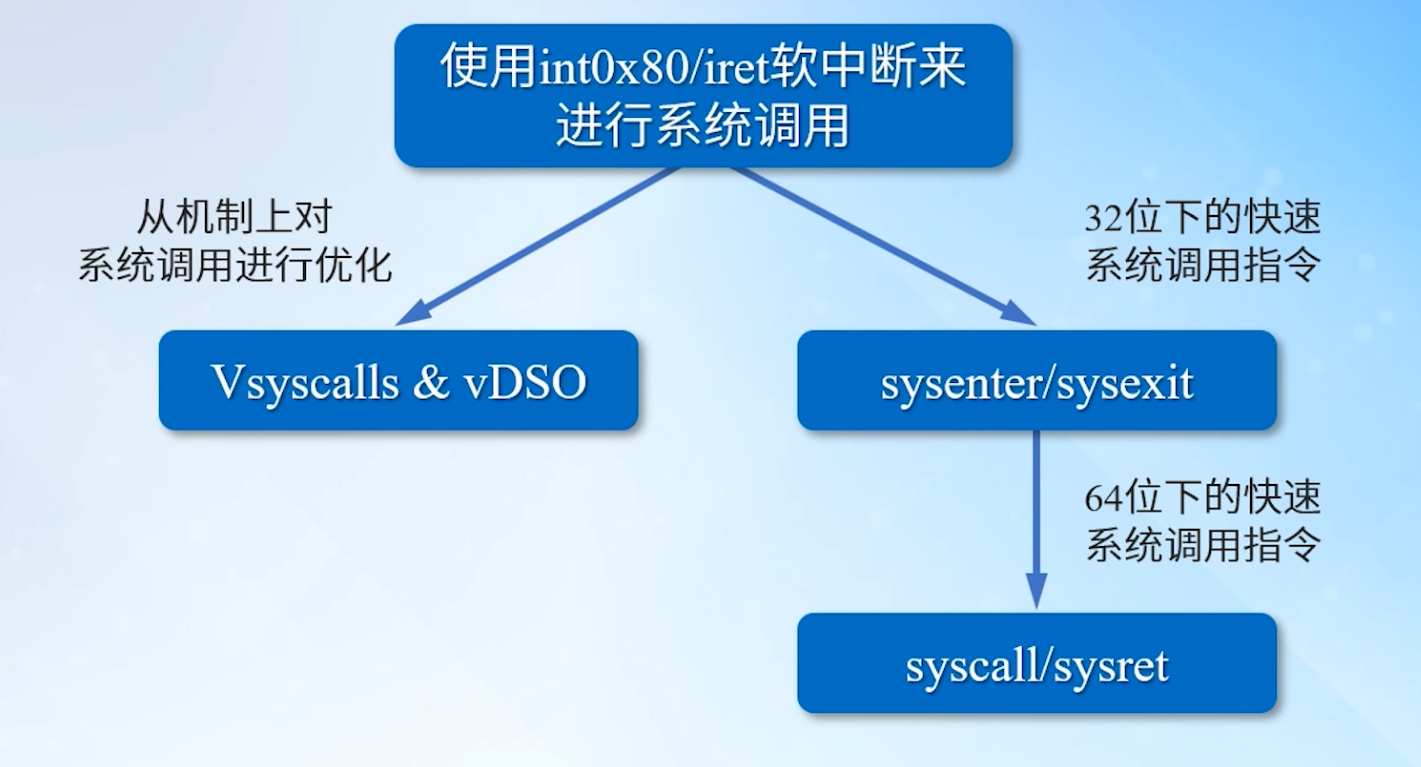 使用int0x80/iret软中断来
进行系统调用
从机制上对
系统调用进行优化
32位下的快速
系统调用指令
Vsyscalls & vDSO
sysenter/sysexit
64位下的快速
系统调用指令
syscall/sysret